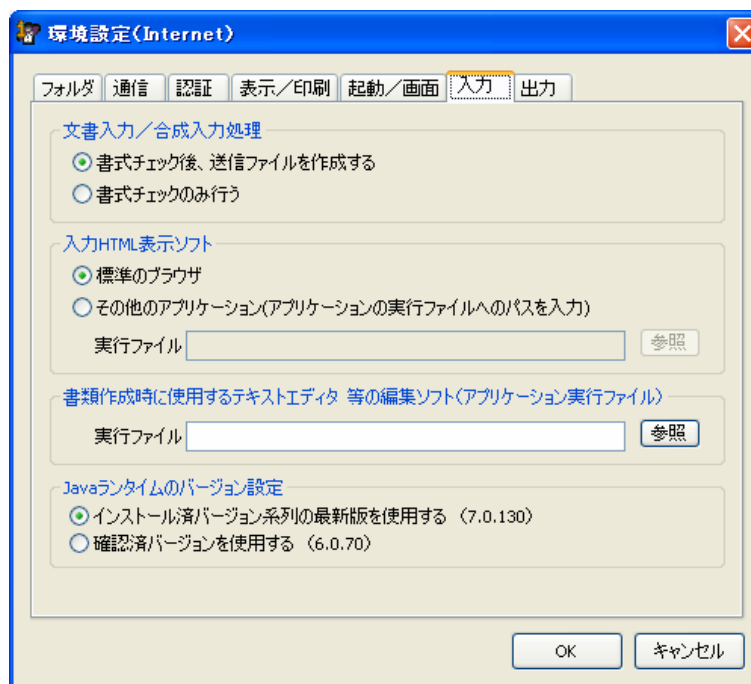 環境設定(Internet)
フォルダ 通信 認証 表示／印刷 起動／画面 入力 出力
文書入力／合成入力処理
書式チェック後、送信ファイルを作成する
書式チェックのみ行う
入力HTML表示ソフト
標準のブラウザ
その他のアプリケーション(アプリケーションの実行ファイルへのパスを入力)
実行ファイル 参照
書類作成時に使用するテキストエディタ 等の編集ソフト(アプリケーション実行ファイル)
実行ファイル 参照
Javaランタイムのバージョン設定
インストール済バージョン系列の最新版を使用する (7.0.130)
確認済バージョンを使用する (6.0.70)
OK キャンセル